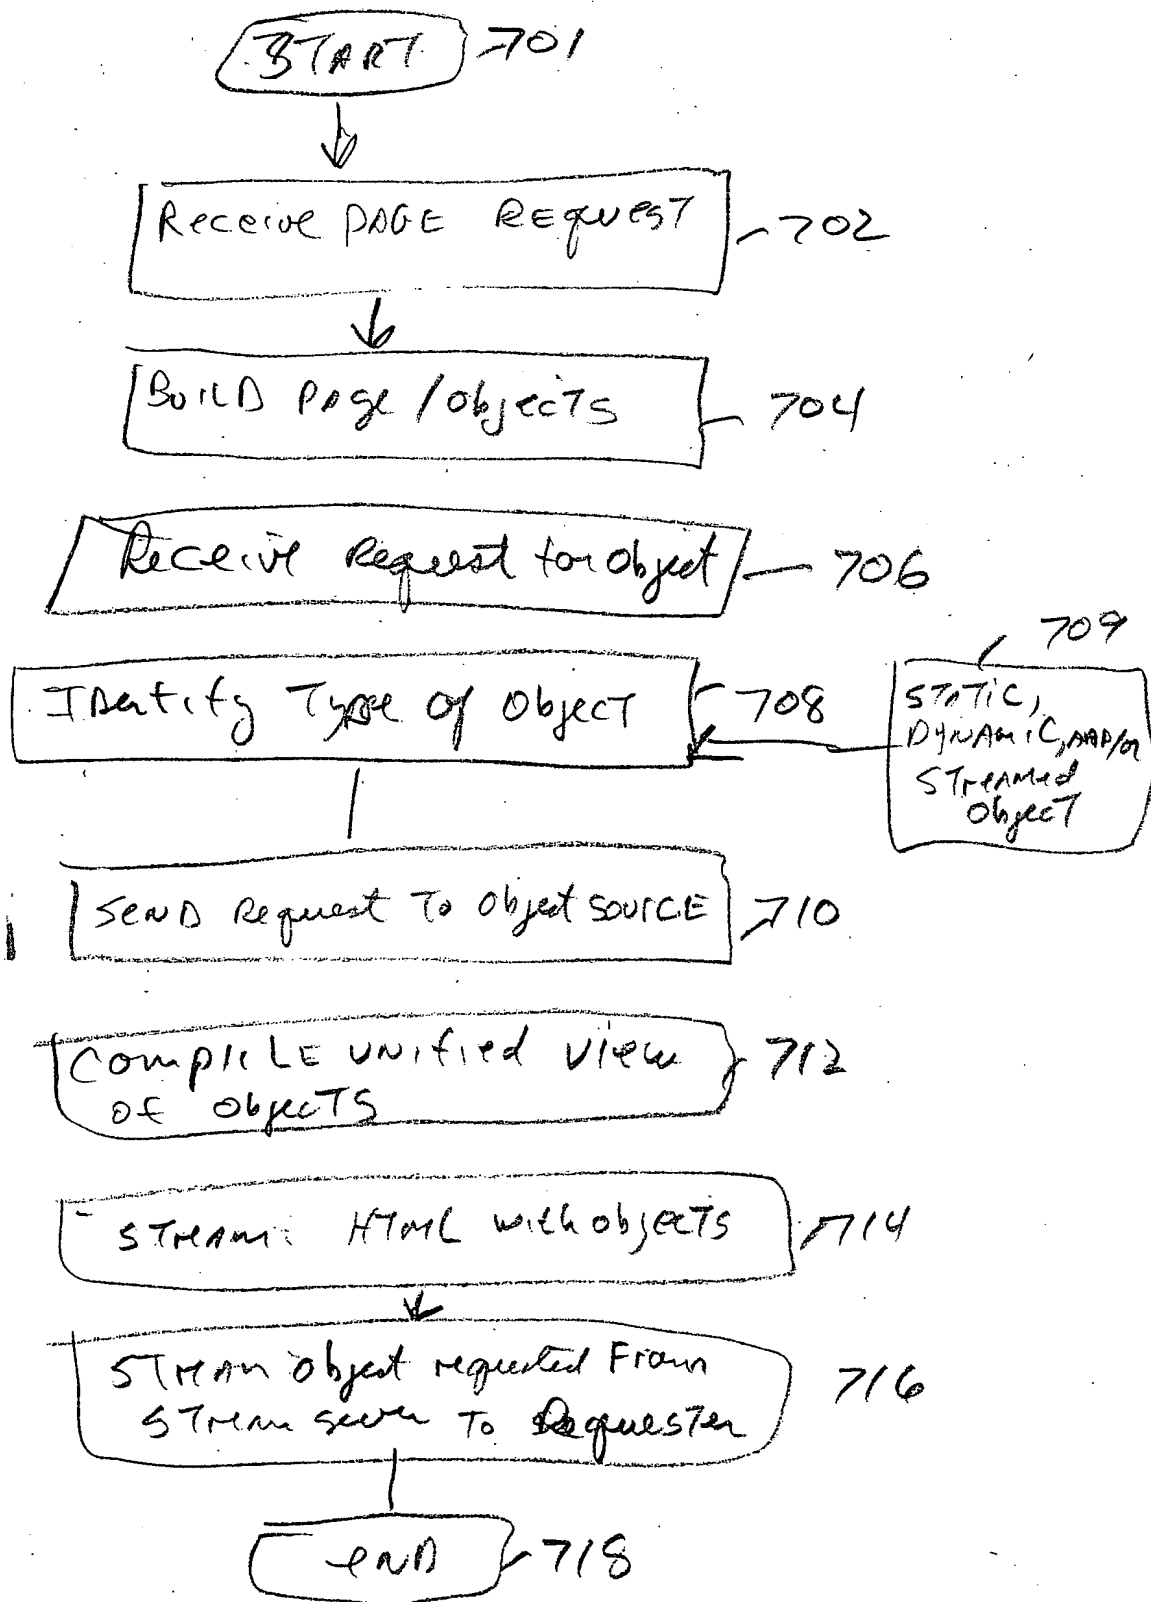 START 701
Receive PAGE REQUEST 702
BUILD PAge / ObjecTS 704
Receive Request for Object 706
709
IDentify Type of ObjecT 708
STATIC,
DYNAMIC, AND/OR
STreAMed
ObjecT
SEND Request To Object SOURCE 710
COMPILE UNIfied View 712
of ObjecTS
STREAM: HTML with objecTS 714
STREAM Object requested From 716
STREAM server To RequesTer
eND 718